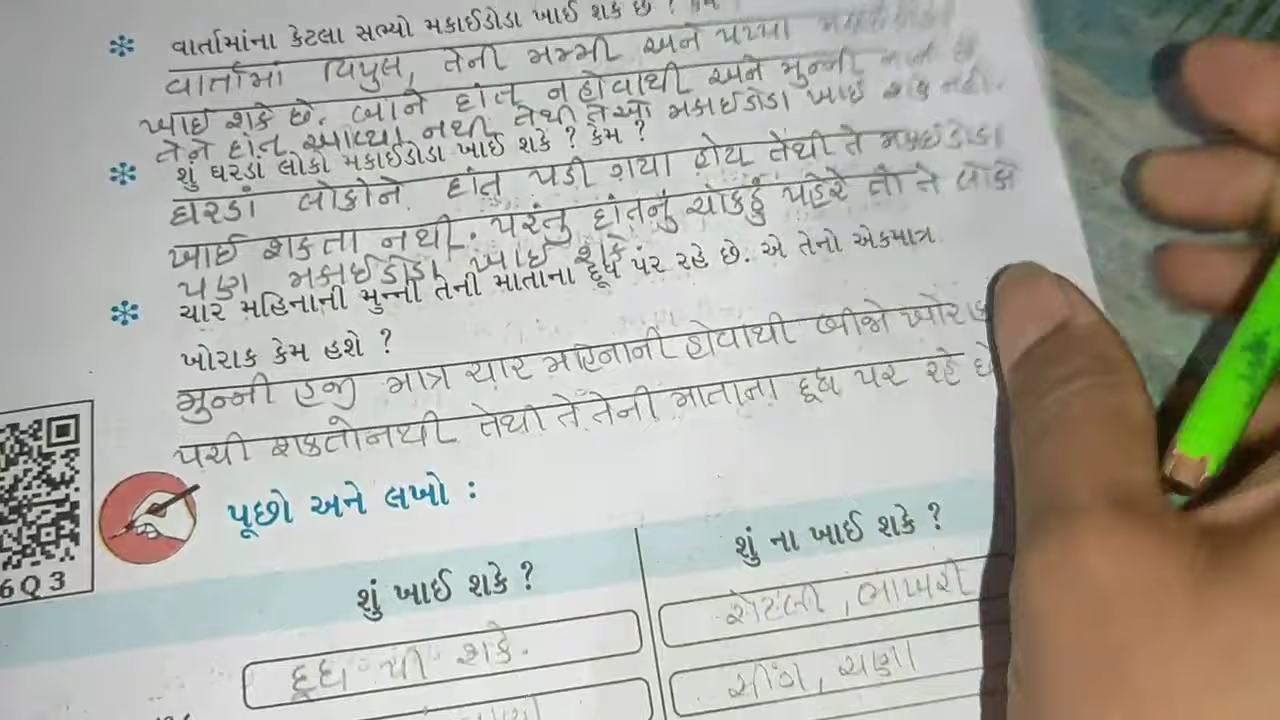 વાર્તામાંના કેટલા સભ્યો મકાઈડોડા ખાઈ શકે છે ? કેમ
વાર્તામાં વિપુલ, તેની મમ્મી અને પપ્પા
ખાઈ શકે છે. બાને દાંત ન હોવાથી અને મુન્ની
તેને દાંત આવ્યા નથી તેથી તેઓ મકાઈડોડા ખાઈ શકે નહી.
શું ઘરડાં લોકો મકાઈડોડા ખાઈ શકે ? કેમ ?
ઘરડાં લોકોને દાંત પડી ગયા હોય તેથી તે મકાઈડોડા
ખાઈ શકતા નથી. પરંતુ દાંતનું ચોકઠું પહેરે તો તે લોકો
પણ મકાઈડોડા ખાઈ શકે
ચાર મહિનાની મુન્ની તેની માતાના દૂધ પર રહે છે. એ તેનો એકમાત્ર
ખોરાક કેમ હશે ?
મુન્ની હજી માત્ર ચાર મહિનાની હોવાથી બીજો ખોરાક
પચી શકતોનથી તેથી તે તેની માતાના દૂધ પર રહે છે
6Q3
પૂછો અને લખો :
શું ખાઈ શકે ?
શું ના ખાઈ શકે ?
દૂધ પી શકે.
રોટલી , ભાખરી
સીંગ, ચણા